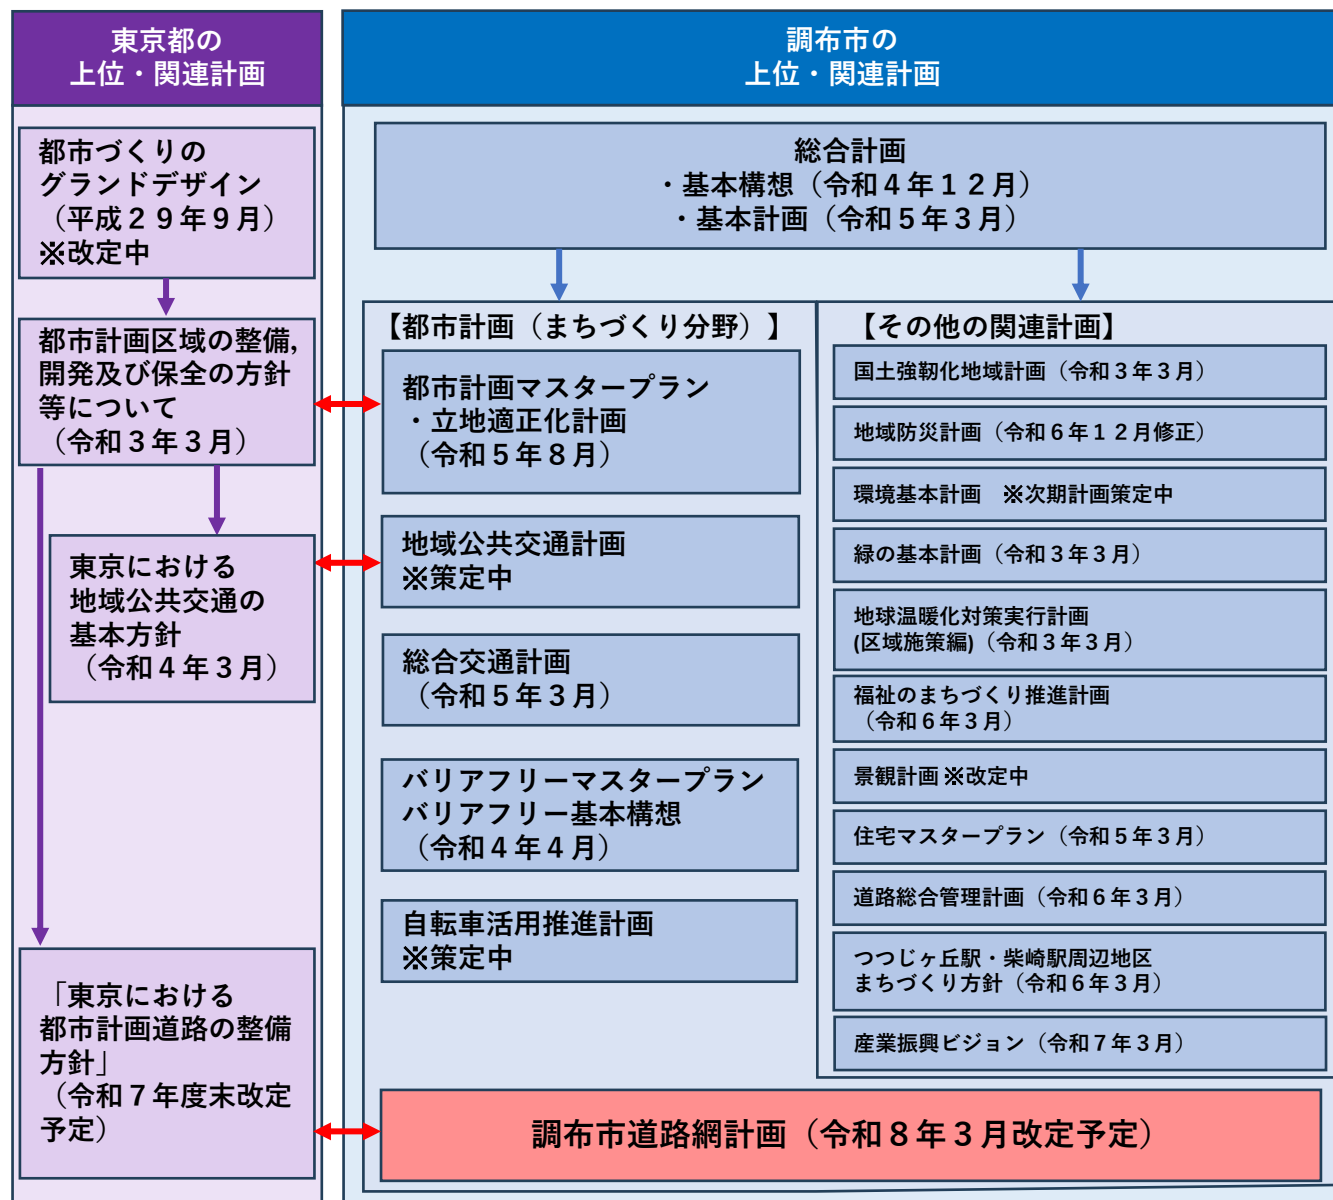 東京都の
上位・関連計画
都市づくりの
グランドデザイン
（平成２９年９月）
※改定中
都市計画区域の整備,
開発及び保全の方針
等について
（令和３年３月）
東京における
地域公共交通の
基本方針
（令和４年３月）
「東京における
都市計画道路の整備
方針」
（令和７年度末改定
予定）
調布市の
上位・関連計画
総合計画
・基本構想（令和４年１２月）
・基本計画（令和５年３月）
【都市計画（まちづくり分野）】
都市計画マスタープラン
・立地適正化計画
（令和５年８月）
地域公共交通計画
※策定中
総合交通計画
（令和５年３月）
バリアフリーマスタープラン
バリアフリー基本構想
（令和４年４月）
自転車活用推進計画
※策定中
【その他の関連計画】
国土強靭化地域計画（令和３年３月）
地域防災計画（令和６年１２月修正）
環境基本計画　※次期計画策定中
緑の基本計画（令和３年３月）
地球温暖化対策実行計画
(区域施策編)（令和３年３月）
福祉のまちづくり推進計画
（令和６年３月）
景観計画※改定中
住宅マスタープラン（令和５年３月）
道路総合管理計画（令和６年３月）
つつじヶ丘駅・柴崎駅周辺地区
まちづくり方針（令和６年３月）
産業振興ビジョン（令和７年３月）
調布市道路網計画（令和８年３月改定予定）